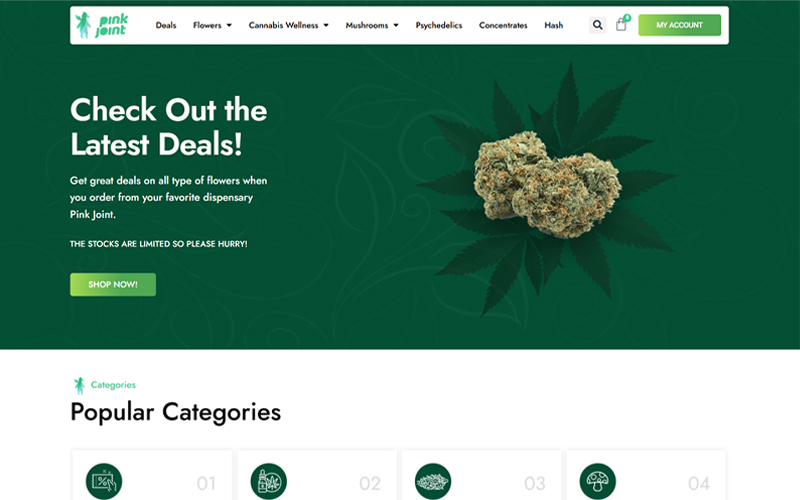 pink
joint
Deals
Flowers
Cannabis Wellness
Mushrooms
Psychedelics
Concentrates
Hash
0
MY ACCOUNT
Check Out the
Latest Deals!
Get great deals on all type of flowers when
you order from your favorite dispensary
Pink Joint.
THE STOCKS ARE LIMITED SO PLEASE HURRY!
SHOP NOW!
Categories
Popular Categories
%
01
02
03
04